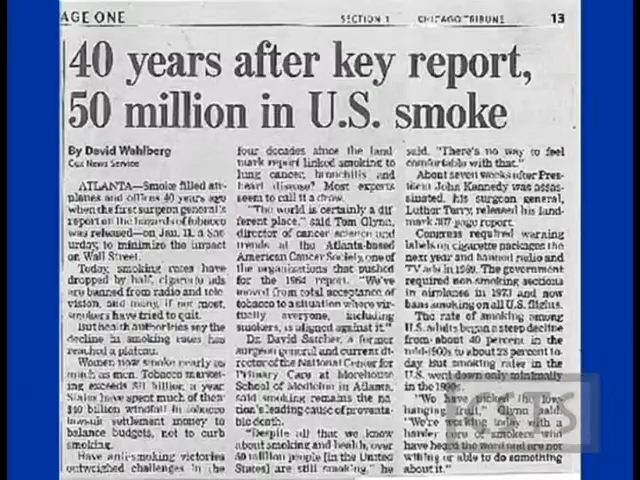 AGE ONE
SECTION 1 CHICAGO TRIBUNE 13
40 years after key report,
50 million in U.S. smoke
By David Wahlberg
Cox News Service
ATLANTA—Smoke filled air-
planes and offices 40 years ago
when the first surgeon general's
report on the hazards of tobacco
was released—on Jan. 11, a Sat-
urday, to minimize the impact
on Wall Street.
Today, smoking rates have
dropped by half, cigarette ads
are banned from radio and tele-
vision, and many, if not most,
smokers have tried to quit.
But health authorities say the
decline in smoking rates has
reached a plateau.
Women now smoke nearly as
much as men. Tobacco market-
ing exceeds $11 billion a year.
States have spent much of their
$40 billion windfall in tobacco
lawsuit settlement money to
balance budgets, not to curb
smoking.
Have anti-smoking victories
outweighed challenges in the
four decades since the land-
mark report linked smoking to
lung cancer, bronchitis and
heart disease? Most experts
seem to call it a draw.
"The world is certainly a dif-
ferent place," said Tom Glynn,
director of cancer science and
trends at the Atlanta-based
American Cancer Society, one of
the organizations that pushed
for the 1964 report. "We've
moved from total acceptance of
tobacco to a situation where vir-
tually everyone, including
smokers, is aligned against it."
Dr. David Satcher, a former
surgeon general and current di-
rector of the National Center for
Primary Care at Morehouse
School of Medicine in Atlanta,
said smoking remains the na-
tion's leading cause of preventa-
ble death.
"Despite all that we know
about smoking and health, over
50 million people [in the United
States] are still smoking," he
said. "There's no way to feel
comfortable with that."
About seven weeks after Pres-
ident John Kennedy was assas-
sinated, his surgeon general,
Luther Terry, released his land-
mark 387-page report.
Congress required warning
labels on cigarette packages the
next year and banned radio and
TV ads in 1969. The government
required non-smoking sections
in airplanes in 1973 and now
bans smoking on all U.S. flights.
The rate of smoking among
U.S. adults began a steep decline
from about 40 percent in the
mid-1960s to about 23 percent to-
day. But smoking rates in the
U.S. went down only minimally
in the 1990s.
"We have picked the low-
hanging fruit," Glynn said.
"We're left today with a
harder of smokers who
have heard the word and are not
willing or able to do something
about it."
ICSTS